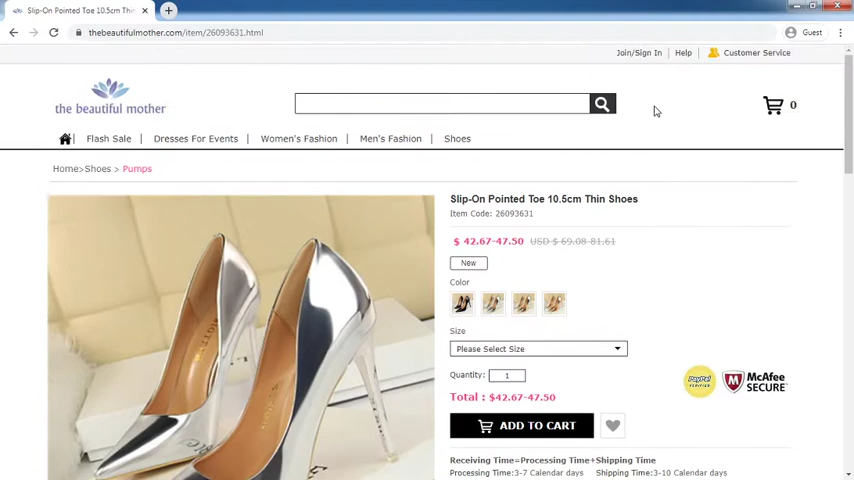 Slip-On Pointed Toe 10.5cm Thin
thebeautifulmother.com/item/26093631.html
Guest
Join/Sign In | Help | Customer Service
the beautiful mother
0
Flash Sale | Dresses For Events | Women's Fashion | Men's Fashion | Shoes
Home>Shoes > Pumps
Slip-On Pointed Toe 10.5cm Thin Shoes
Item Code: 26093631
$ 42.67-47.50 USD $ 69.08-81.61
New
Color
Size
Please Select Size
Quantity: 1
PayPal VERIFIED
McAfee SECURE
Total : $42.67-47.50
ADD TO CART
Receiving Time=Processing Time+Shipping Time
Processing Time:3-7 Calendar days Shipping Time:3-10 Calendar days